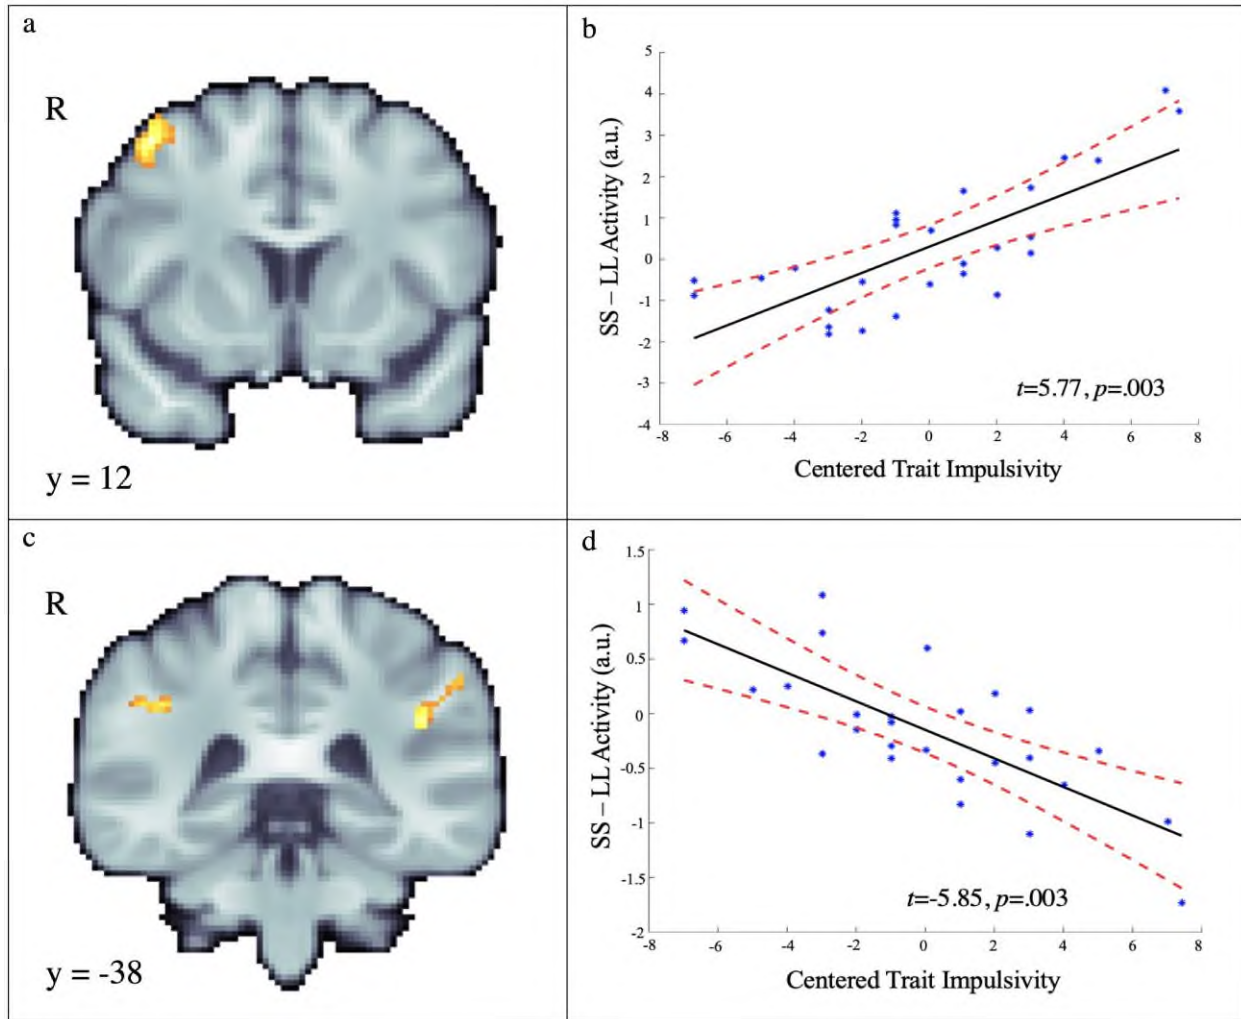 a
R
y = 12
b
5
4
3
2
1
0
-1
-2
-3
-4
SS – LL Activity (a.u.)
t=5.77, p=.003
-8 -6 -4 -2 0 2 4 6 8
Centered Trait Impulsivity
c
R
y = -38
d
1.5
1
0.5
0
-0.5
-1
-1.5
-2
SS – LL Activity (a.u.)
t=-5.85, p=.003
-8 -6 -4 -2 0 2 4 6 8
Centered Trait Impulsivity